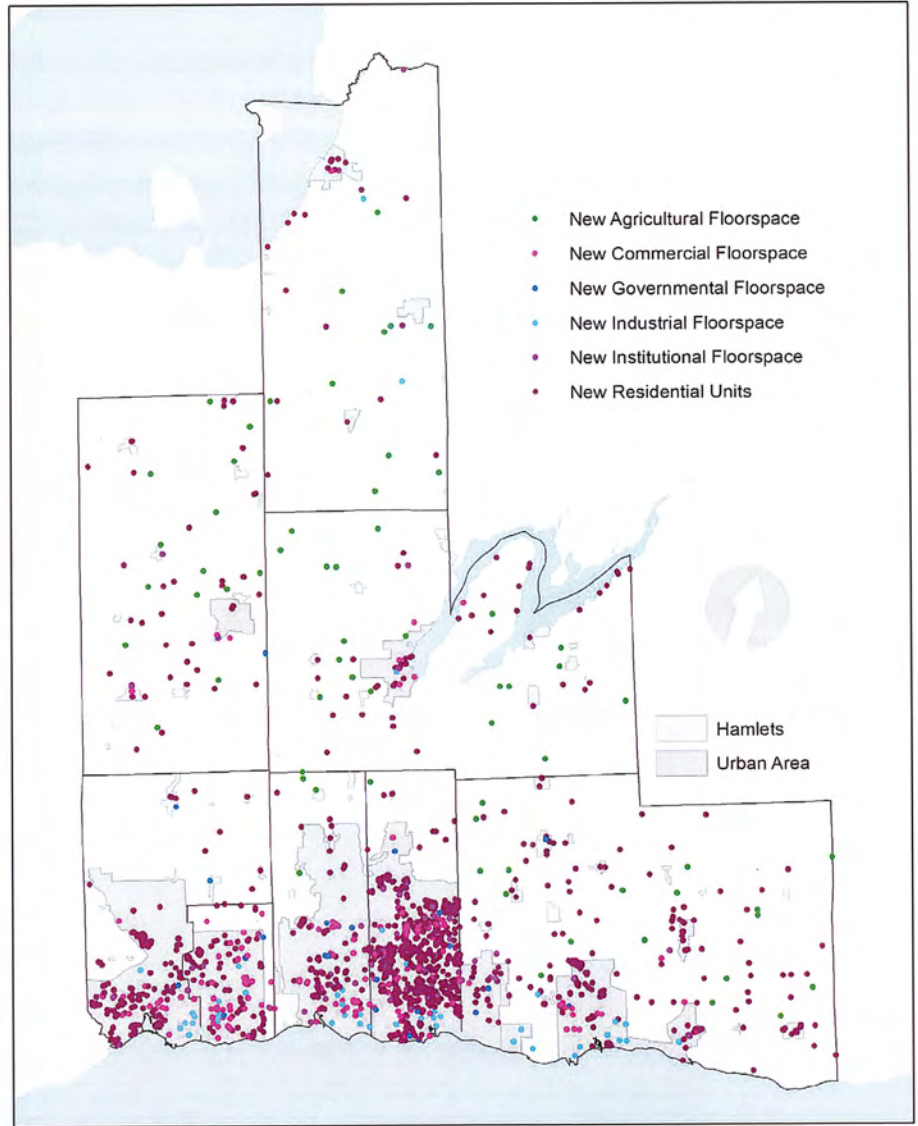 New Agricultural Floorspace
New Commercial Floorspace
New Governmental Floorspace
New Industrial Floorspace
New Institutional Floorspace
New Residential Units
Hamlets
Urban Area